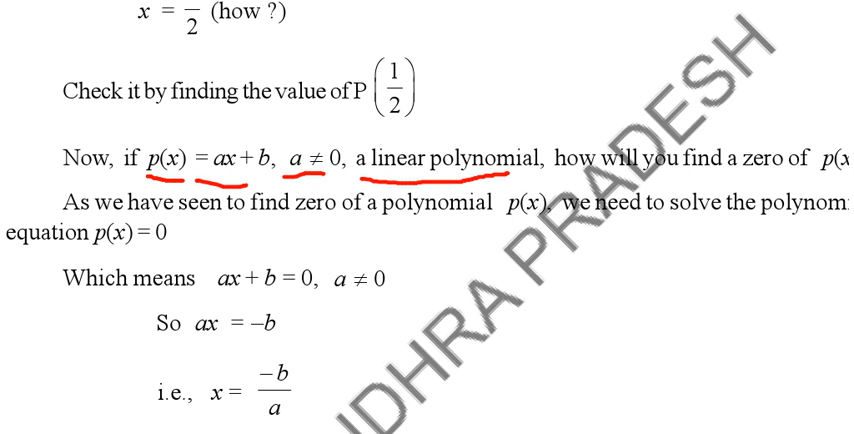 x = —/2 (how ?)
Check it by finding the value of P (1/2)
Now, if p(x) = ax + b, a ≠ 0, a linear polynomial, how will you find a zero of p(x
As we have seen to find zero of a polynomial p(x), we need to solve the polynom
equation p(x) = 0
Which means ax + b = 0, a ≠ 0
So ax = –b
i.e., x = –b/a
NDHRA PRADESH